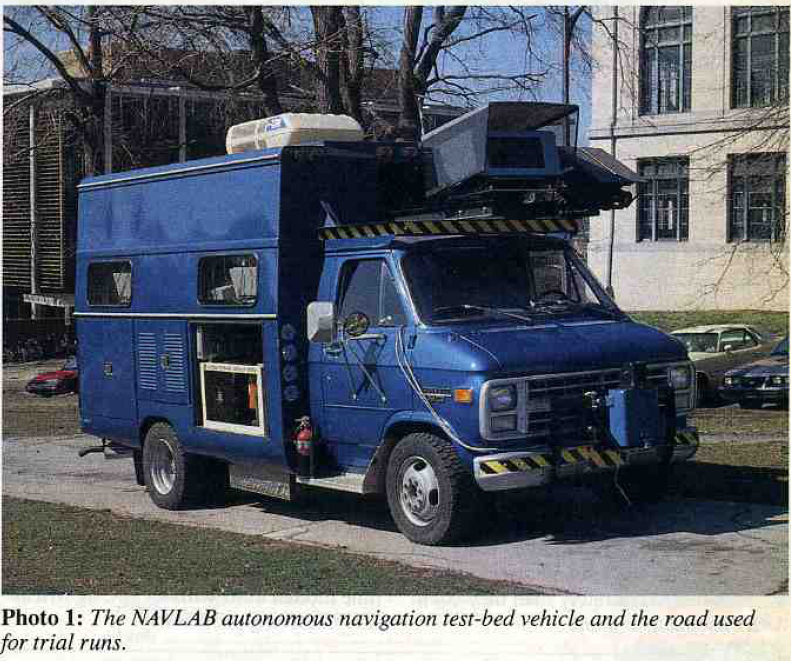 Photo 1: The NAVLAB autonomous navigation test-bed vehicle and the road used
for trial runs.